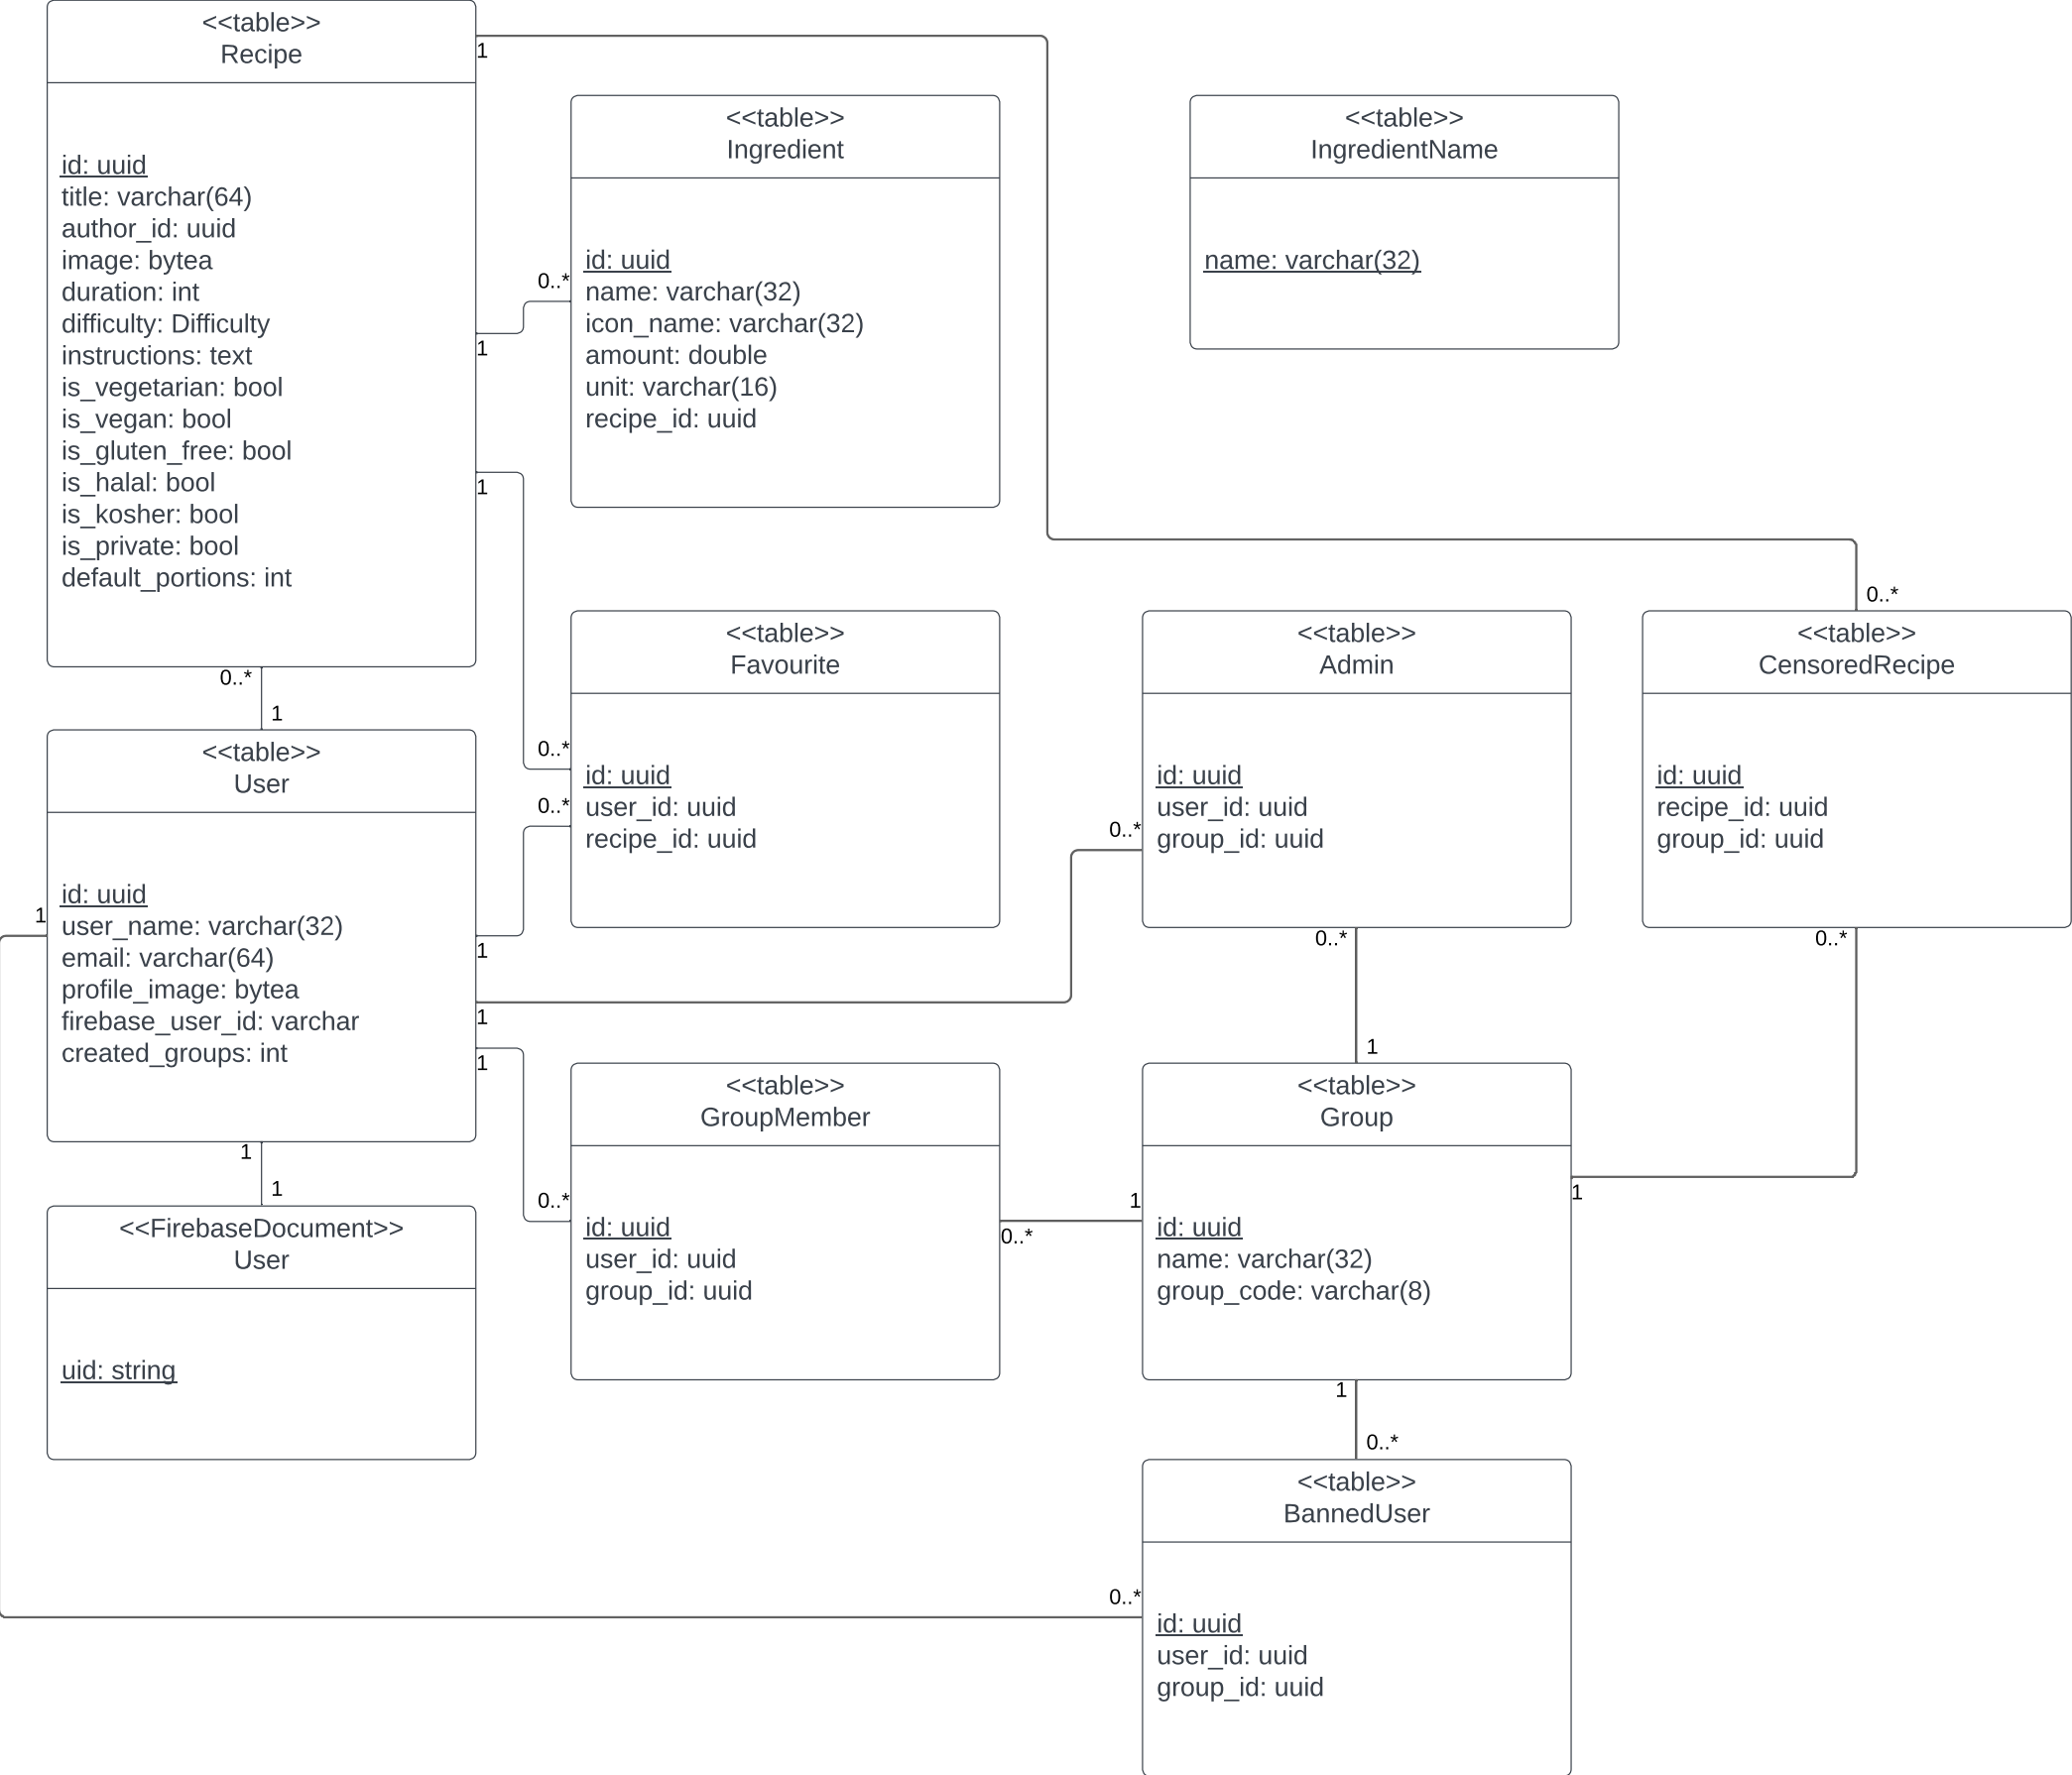 <<table>>
Recipe
id: uuid
title: varchar(64)
author_id: uuid
image: bytea
duration: int
difficulty: Difficulty
instructions: text
is_vegetarian: bool
is_vegan: bool
is_gluten_free: bool
is_halal: bool
is_kosher: bool
is_private: bool
default_portions: int
1
1
1
0..*
<<table>>
Ingredient
id: uuid
name: varchar(32)
icon_name: varchar(32)
amount: double
unit: varchar(16)
recipe_id: uuid
0..*
<<table>>
IngredientName
name: varchar(32)
<<table>>
Favourite
id: uuid
user_id: uuid
recipe_id: uuid
0..*
0..*
<<table>>
Admin
id: uuid
user_id: uuid
group_id: uuid
0..*
0..*
<<table>>
CensoredRecipe
id: uuid
recipe_id: uuid
group_id: uuid
0..*
0..*
1
<<table>>
User
id: uuid
user_name: varchar(32)
email: varchar(64)
profile_image: bytea
firebase_user_id: varchar
created_groups: int
1
1
1
1
1
1
<<FirebaseDocument>>
User
uid: string
<<table>>
GroupMember
id: uuid
user_id: uuid
group_id: uuid
0..*
0..*
1
1
<<table>>
Group
id: uuid
name: varchar(32)
group_code: varchar(8)
1
1
0..*
<<table>>
BannedUser
id: uuid
user_id: uuid
group_id: uuid
0..*